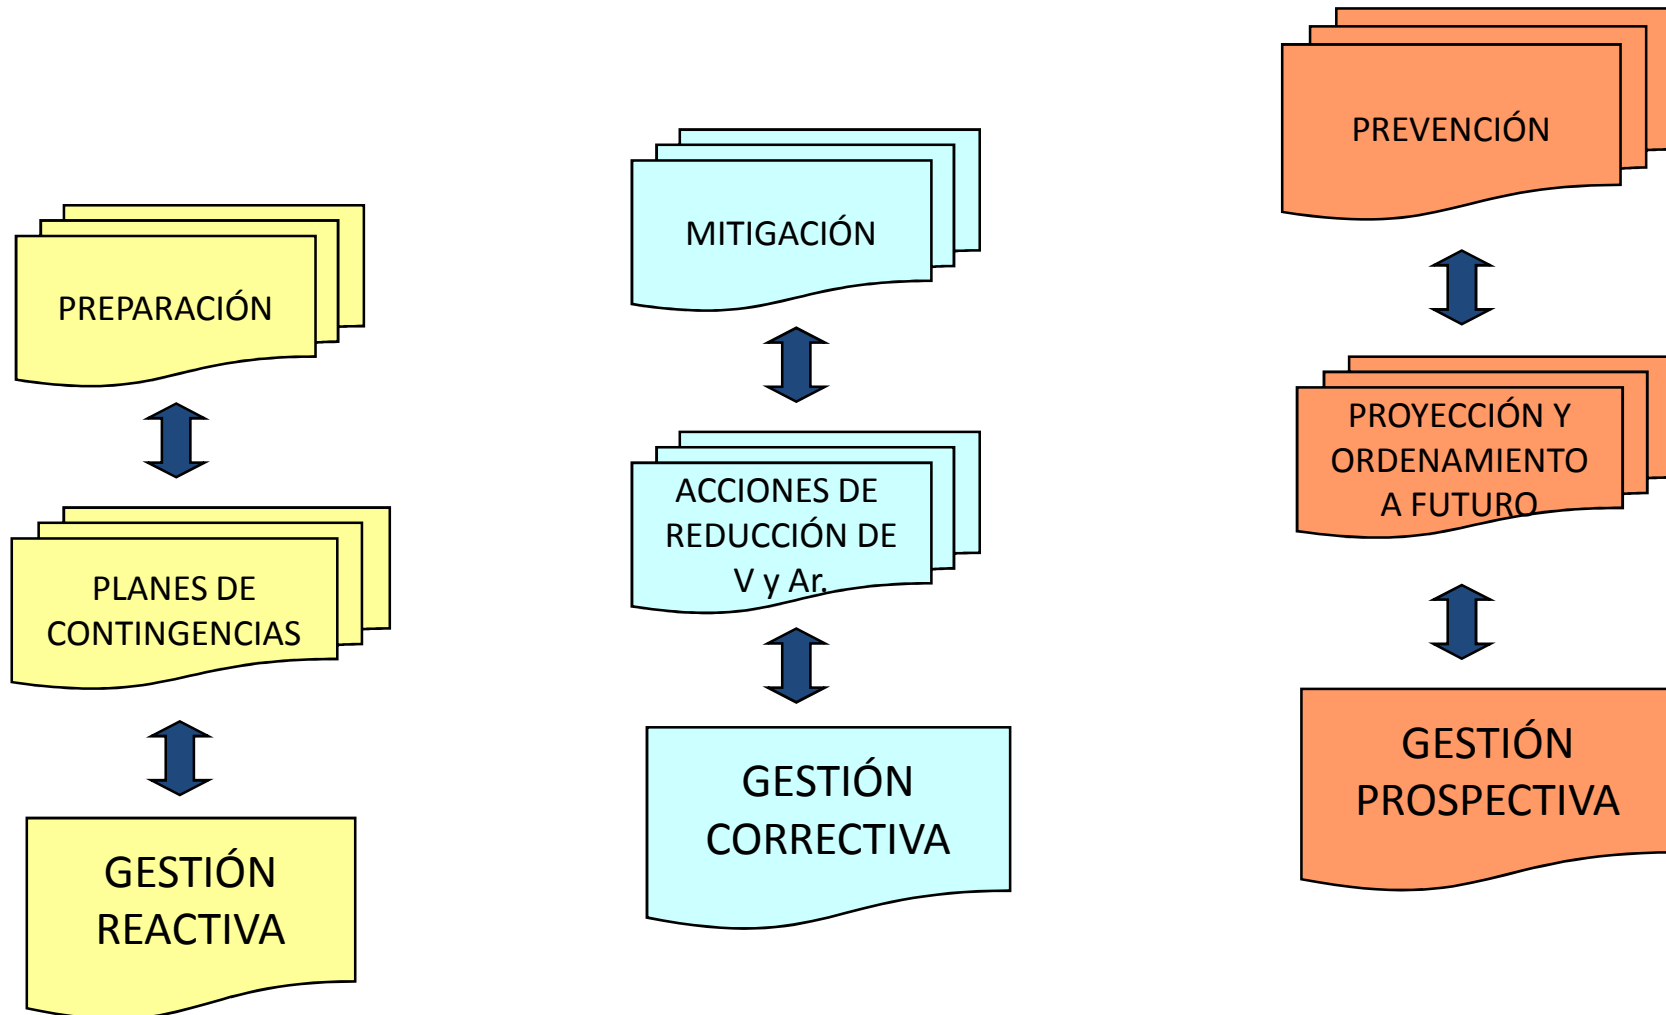 PREPARACIÓN
PLANES DE
CONTINGENCIAS
GESTIÓN
REACTIVA
MITIGACIÓN
ACCIONES DE
REDUCCIÓN DE
V y Ar.
GESTIÓN
CORRECTIVA
PREVENCIÓN
PROYECCIÓN Y
ORDENAMIENTO
A FUTURO
GESTIÓN
PROSPECTIVA